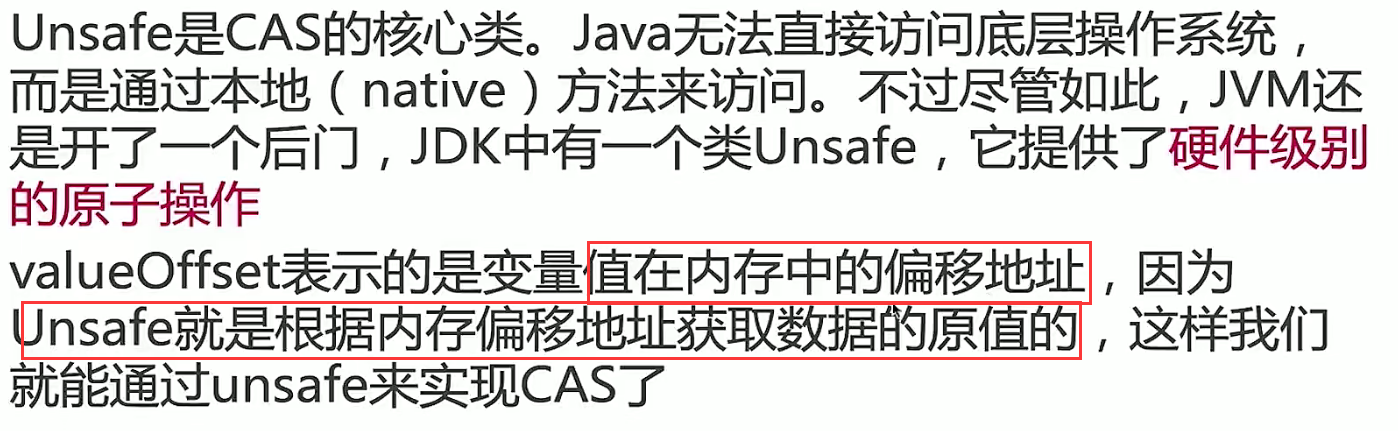 Unsafe是CAS的核心类。Java无法直接访问底层操作系统，
而是通过本地（native）方法来访问。不过尽管如此，JVM还
是开了一个后门，JDK中有一个类Unsafe，它提供了硬件级别
的原子操作
valueOffset表示的是变量值在内存中的偏移地址，因为
Unsafe就是根据内存偏移地址获取数据的原值的，这样我们
就能通过unsafe来实现CAS了